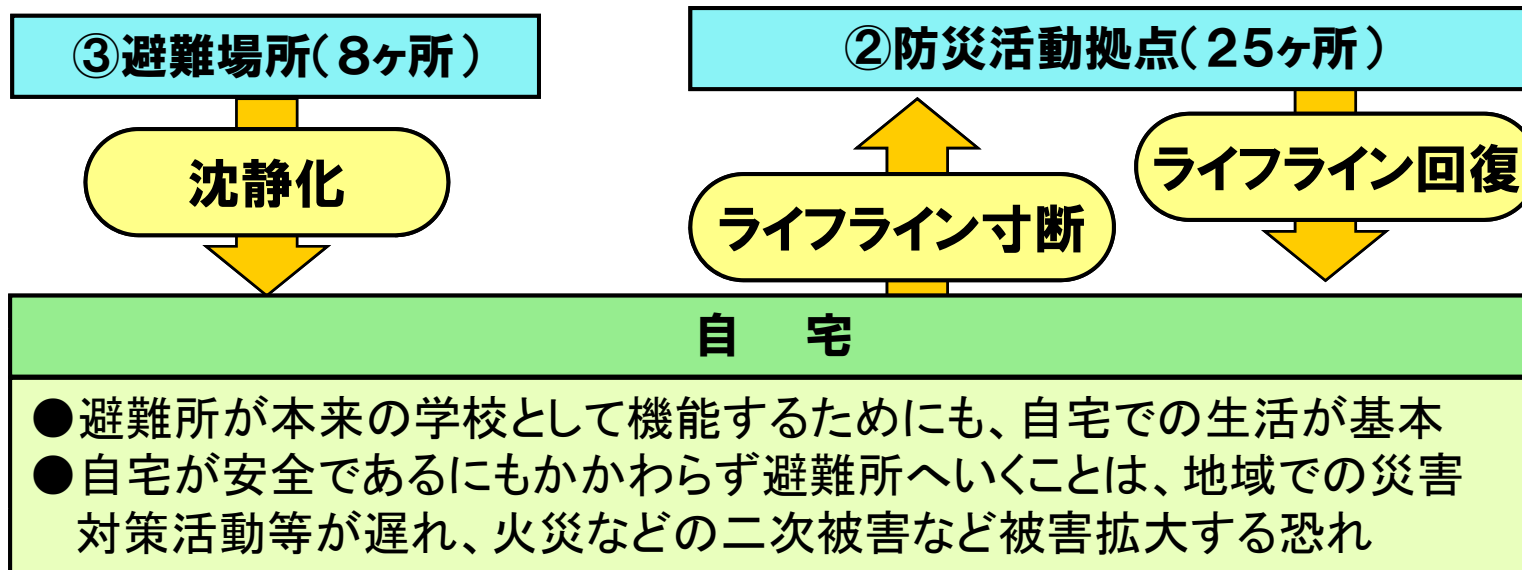 ③避難場所(8ヶ所)
②防災活動拠点(25ヶ所)
沈静化
ライフライン寸断
ライフライン回復
自　宅
●避難所が本来の学校として機能するためにも、自宅での生活が基本
●自宅が安全であるにもかかわらず避難所へいくことは、地域での災害
対策活動等が遅れ、火災などの二次被害など被害拡大する恐れ